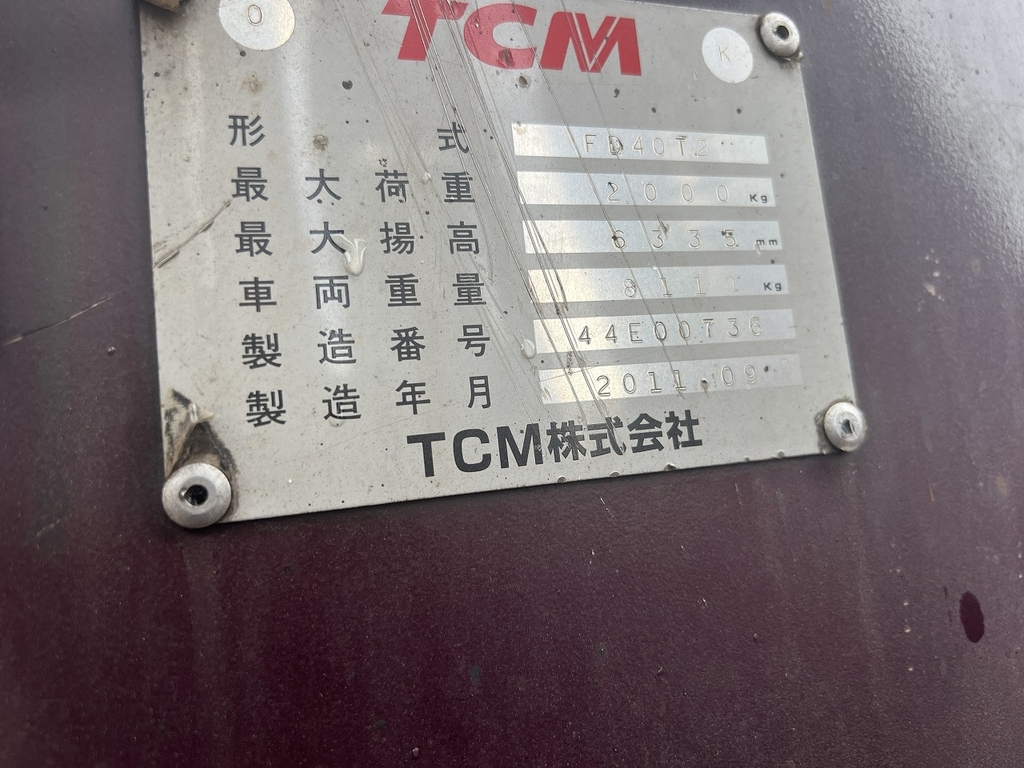 O TCM K
形式 FD40T2
最大荷重 2000 Kg
最大揚高 6335 mm
車両重量 8111 Kg
製造番号 44E00736
製造年月 2011.09
TCM株式会社